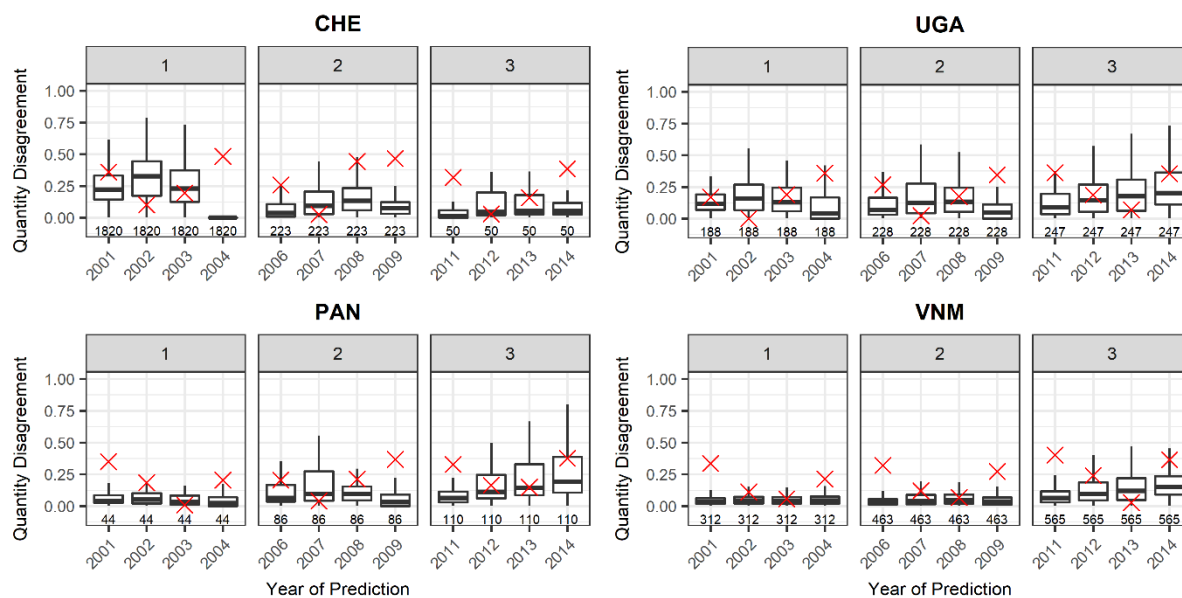 CHE
1 2 3
Quantity Disagreement
1.00
0.75
0.50
0.25
0.00
1820 1820 1820 1820 223 223 223 223 50 50 50 50
2001 2002 2003 2004 2006 2007 2008 2009 2011 2012 2013 2014
UGA
1 2 3
Quantity Disagreement
1.00
0.75
0.50
0.25
0.00
188 188 188 188 228 228 228 228 247 247 247 247
2001 2002 2003 2004 2006 2007 2008 2009 2011 2012 2013 2014
PAN
1 2 3
Quantity Disagreement
1.00
0.75
0.50
0.25
0.00
44 44 44 44 86 86 86 86 110 110 110 110
2001 2002 2003 2004 2006 2007 2008 2009 2011 2012 2013 2014
Year of Prediction
VNM
1 2 3
Quantity Disagreement
1.00
0.75
0.50
0.25
0.00
312 312 312 312 463 463 463 463 565 565 565 565
2001 2002 2003 2004 2006 2007 2008 2009 2011 2012 2013 2014
Year of Prediction